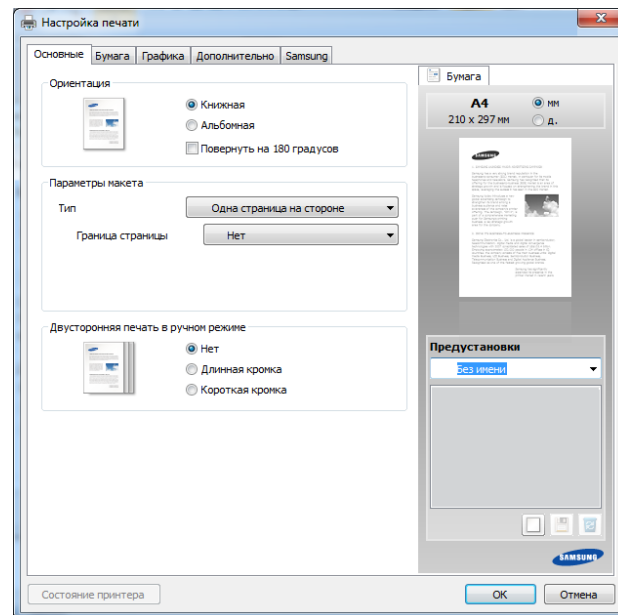 Настройка печати
Основные Бумага Графика Дополнительно Samsung
Ориентация
Книжная
Альбомная
Повернуть на 180 градусов
Параметры макета
Тип Одна страница на стороне
Граница страницы Нет
Двусторонняя печать в ручном режиме
Нет
Длинная кромка
Короткая кромка
Бумага
A4 мм
210 x 297 мм д.
SAMSUNG
Предустановки
Без имени
SAMSUNG
Состояние принтера OK Отмена